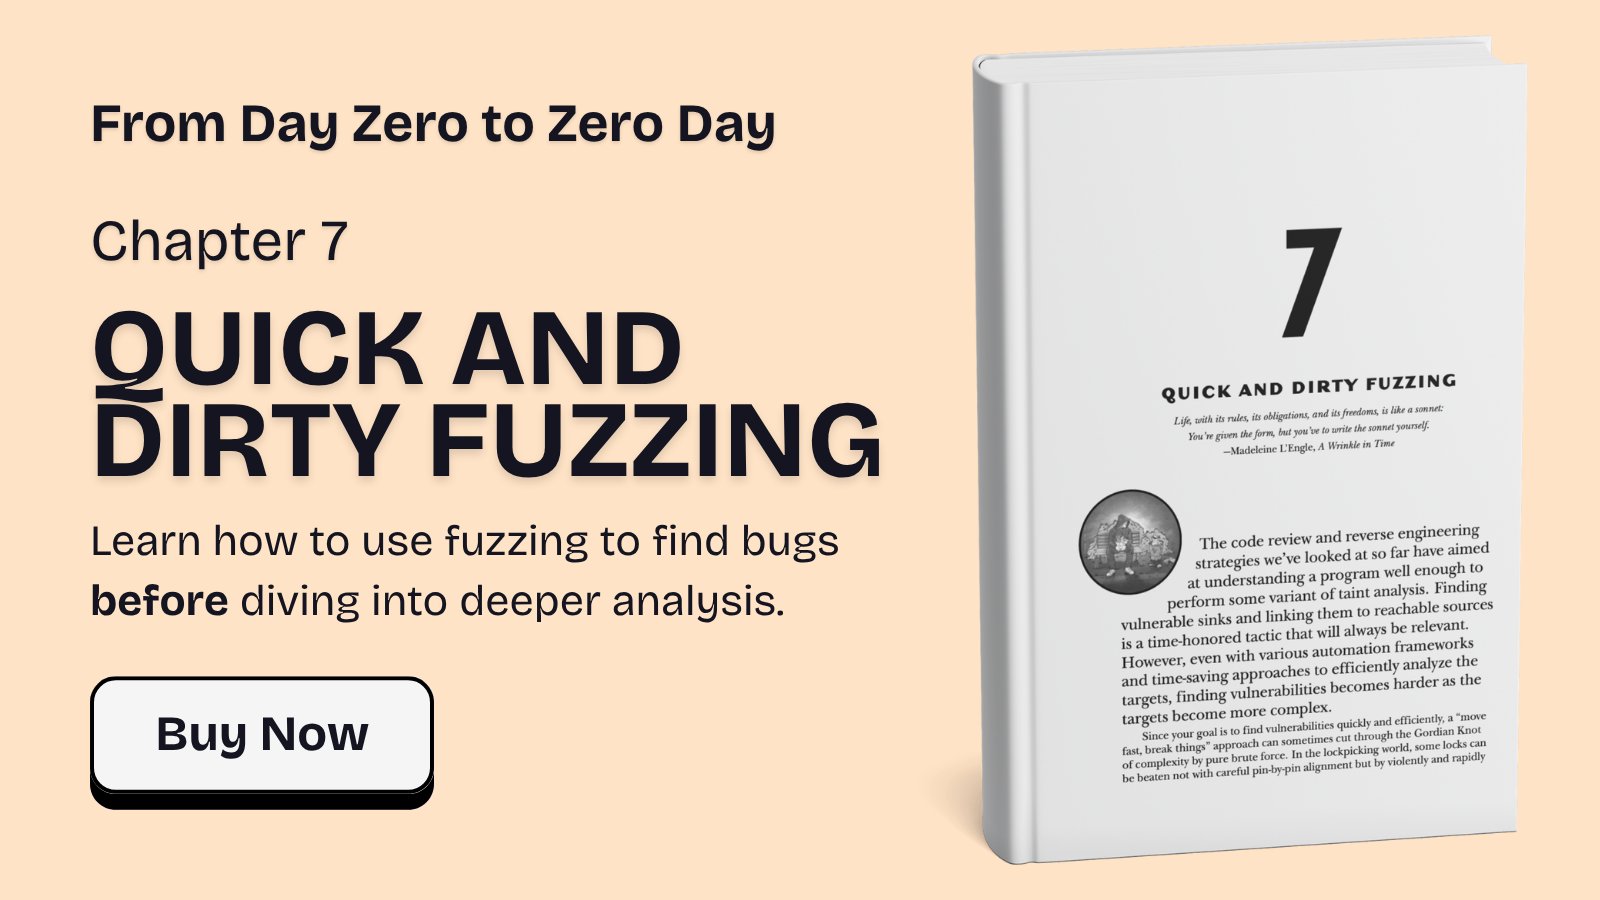 From Day Zero to Zero Day
Chapter 7
QUICK AND
DIRTY FUZZING
Learn how to use fuzzing to find bugs
before diving into deeper analysis.
Buy Now
7
QUICK AND DIRTY FUZZING
Life, with its rules, its obligations, and its freedoms, is like a sonnet:
You're given the form, but you've to write the sonnet yourself.
—Madeleine L'Engle, A Wrinkle in Time
The code review and reverse engineering
strategies we've looked at so far have aimed
at understanding a program well enough to
perform some variant of taint analysis. Finding
vulnerable sinks and linking them to reachable sources
is a time-honored tactic that will always be relevant.
However, even with various automation frameworks
and time-saving approaches to efficiently analyze the
targets, finding vulnerabilities becomes harder as the
targets become more complex.
Since your goal is to find vulnerabilities quickly and efficiently, a "move
fast, break things" approach can sometimes cut through the Gordian Knot
of complexity by pure brute force. In the lockpicking world, some locks can
be beaten not with careful pin-by-pin alignment but by violently and rapidly